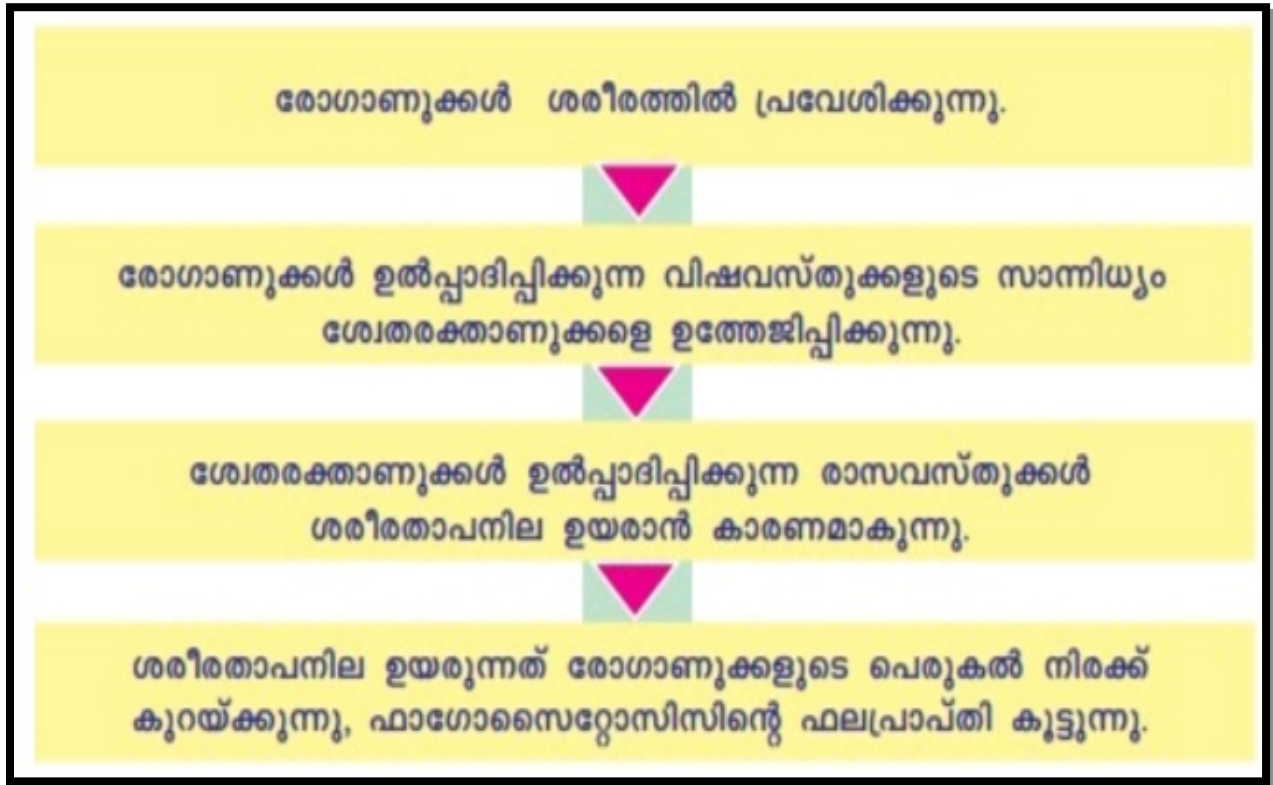 രോഗാണുക്കൾ ശരീരത്തിൽ പ്രവേശിക്കുന്നു.
രോഗാണുക്കൾ ഉൽപ്പാദിപ്പിക്കുന്ന വിഷവസ്തുക്കളുടെ സാന്നിധ്യം
ശ്വേതരക്താണുക്കളെ ഉത്തേജിപ്പിക്കുന്നു.
ശ്വേതരക്താണുക്കൾ ഉൽപ്പാദിപ്പിക്കുന്ന രാസവസ്തുക്കൾ
ശരീരതാപനില ഉയരാൻ കാരണമാകുന്നു.
ശരീരതാപനില ഉയരുന്നത് രോഗാണുക്കളുടെ പെരുകൽ നിരക്ക്
കുറയ്ക്കുന്നു, ഫാഗോസൈറ്റോസിസിന്റെ ഫലപ്രാപ്തി കൂട്ടുന്നു.